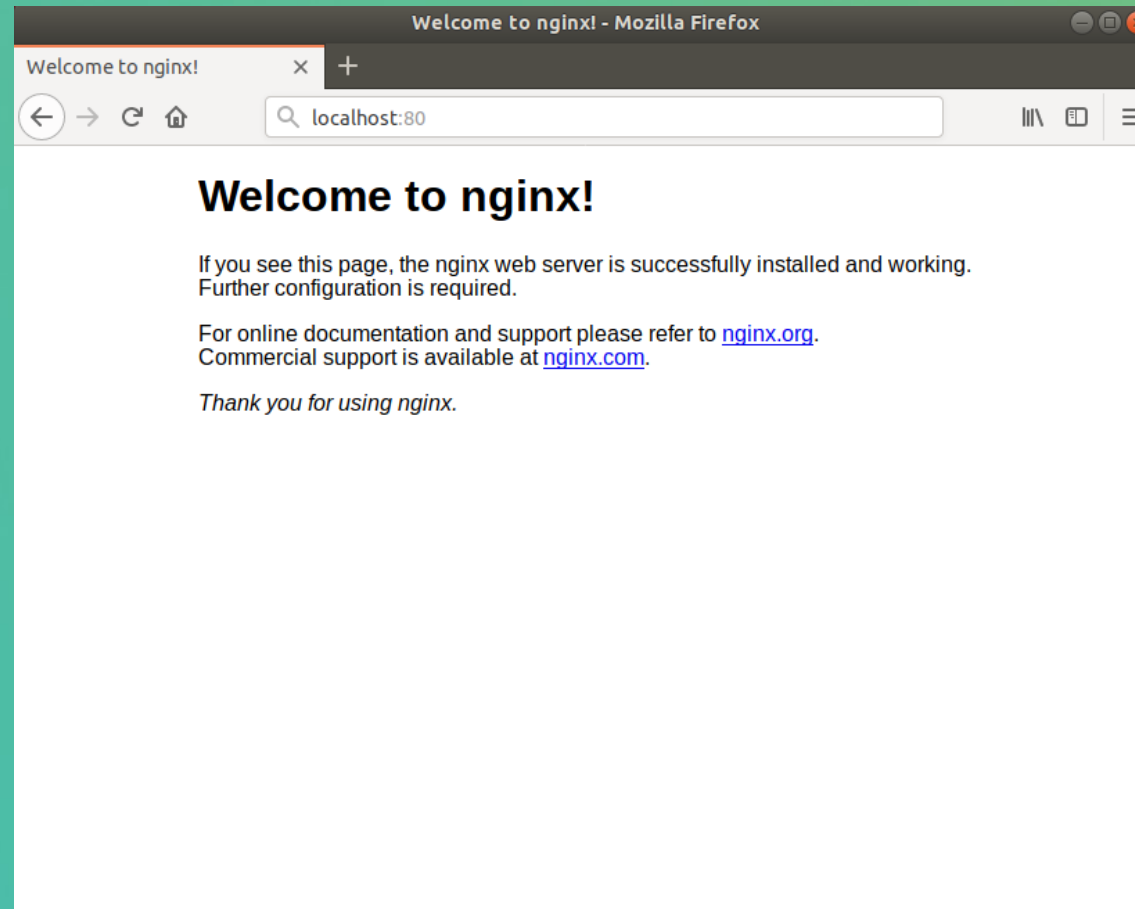 Welcome to nginx! - Mozilla Firefox
Welcome to nginx!
localhost:80
Welcome to nginx!
If you see this page, the nginx web server is successfully installed and working.
Further configuration is required.
For online documentation and support please refer to nginx.org.
Commercial support is available at nginx.com.
Thank you for using nginx.